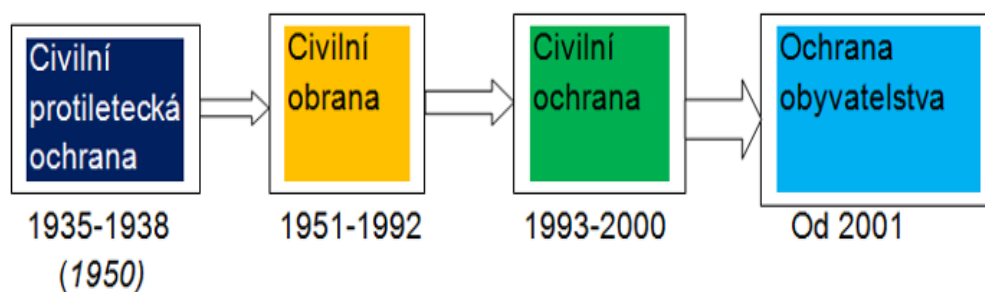 Civilní
protiletecká
ochrana
Civilní
obrana
Civilní
ochrana
Ochrana
obyvatelstva
1935-1938
(1950)
1951-1992
1993-2000
Od 2001